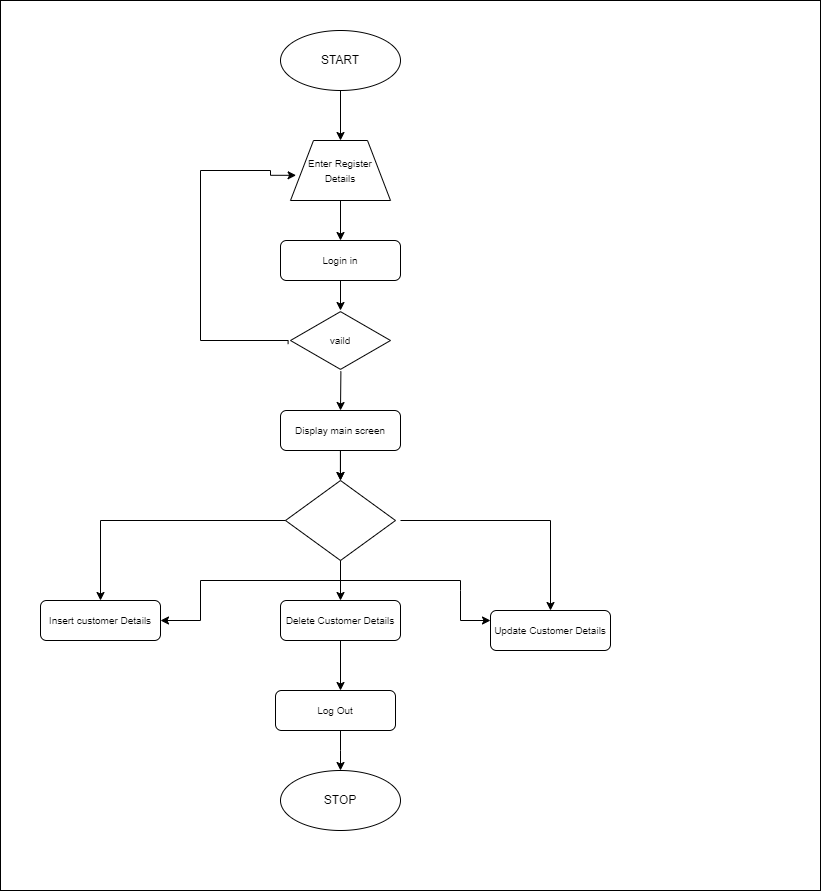 START
Enter Register
Details
Login in
vaild
Display main screen
Insert customer Details
Delete Customer Details
Update Customer Details
Log Out
STOP